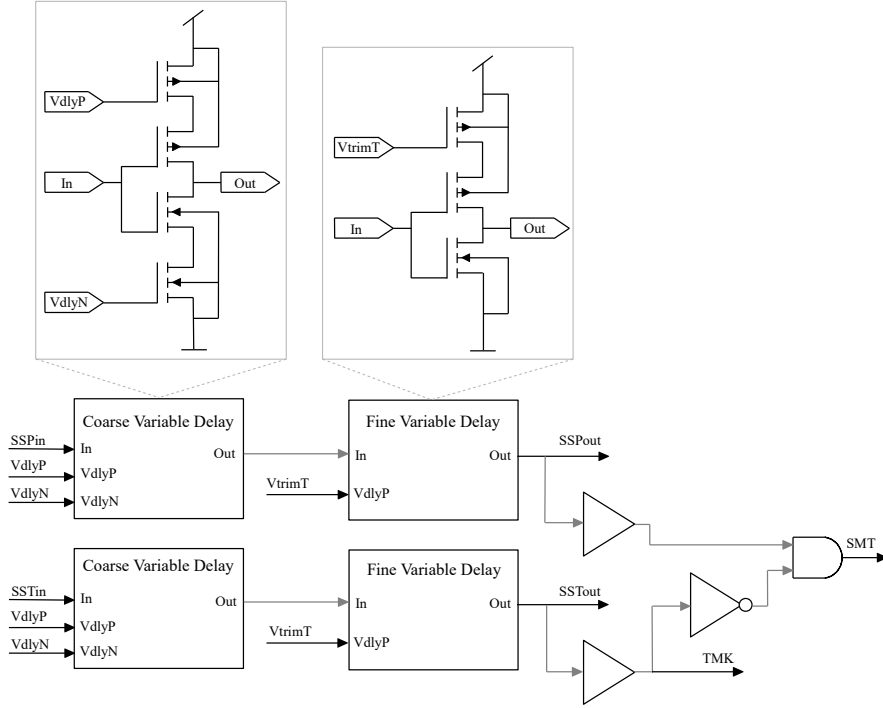 VdlyP
In
Out
VdlyN
VtrimT
In
Out
Coarse Variable Delay
SSPin
In
VdlyP
VdlyP
VdlyN
VdlyN
Out
Fine Variable Delay
In
Out
VtrimT
VdlyP
SSPout
SMT
Coarse Variable Delay
SSTin
In
VdlyP
VdlyP
VdlyN
VdlyN
Out
Fine Variable Delay
In
Out
VtrimT
VdlyP
SSTout
TMK